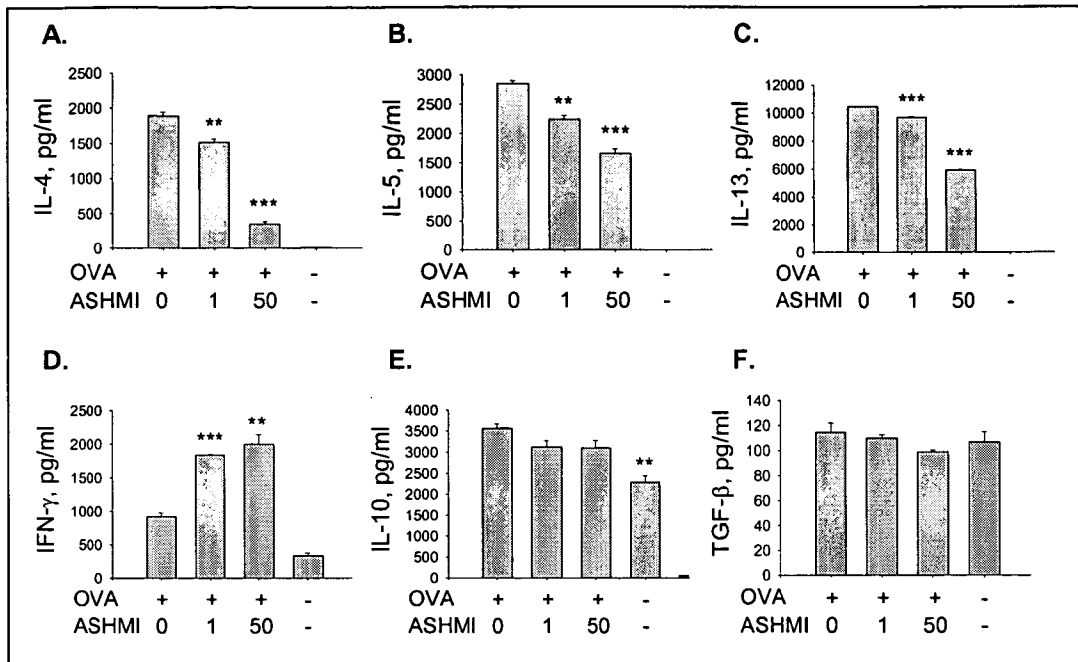 A.
IL-4, pg/ml
2500
2000
1500
1000
500
0
**
***
OVA + + + -
ASHMI 0 1 50 -
B.
IL-5, pg/ml
3000
2500
2000
1500
1000
500
0
**
***
OVA + + + -
ASHMI 0 1 50 -
C.
IL-13, pg/ml
12000
10000
8000
6000
4000
2000
0
***
***
OVA + + + -
ASHMI 0 1 50 -
D.
IFN-γ, pg/ml
2500
2000
1500
1000
500
0
***
**
OVA + + + -
ASHMI 0 1 50 -
E.
IL-10, pg/ml
4000
3500
3000
2500
2000
1500
1000
500
0
**
OVA + + + -
ASHMI 0 1 50 -
F.
TGF-β, pg/ml
140
120
100
80
60
40
20
0
OVA + + + -
ASHMI 0 1 50 -